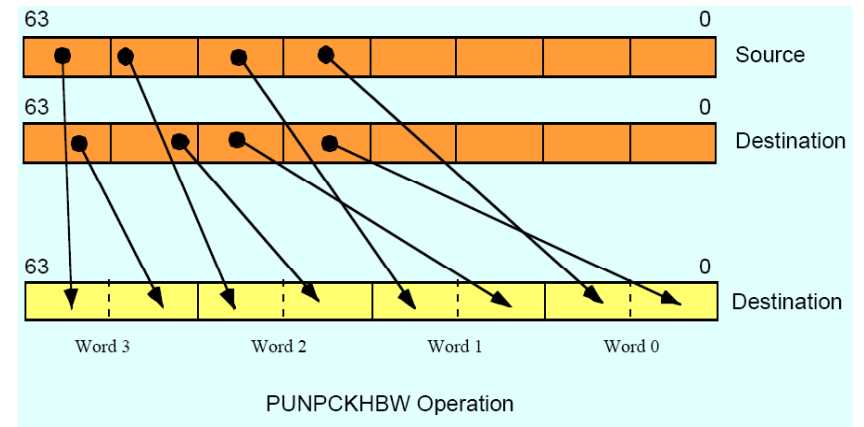 63 0
Source
63 0
Destination
63 0
Destination
Word 3 Word 2 Word 1 Word 0
PUNPCKHBW Operation